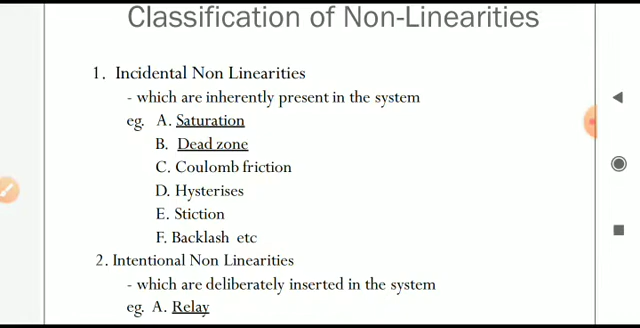 Classification of Non-Linearities
1. Incidental Non Linearities
- which are inherently present in the system
eg. A. Saturation
B. Dead zone
C. Coulomb friction
D. Hysterises
E. Stiction
F. Backlash etc
2. Intentional Non Linearities
- which are deliberately inserted in the system
eg. A. Relay